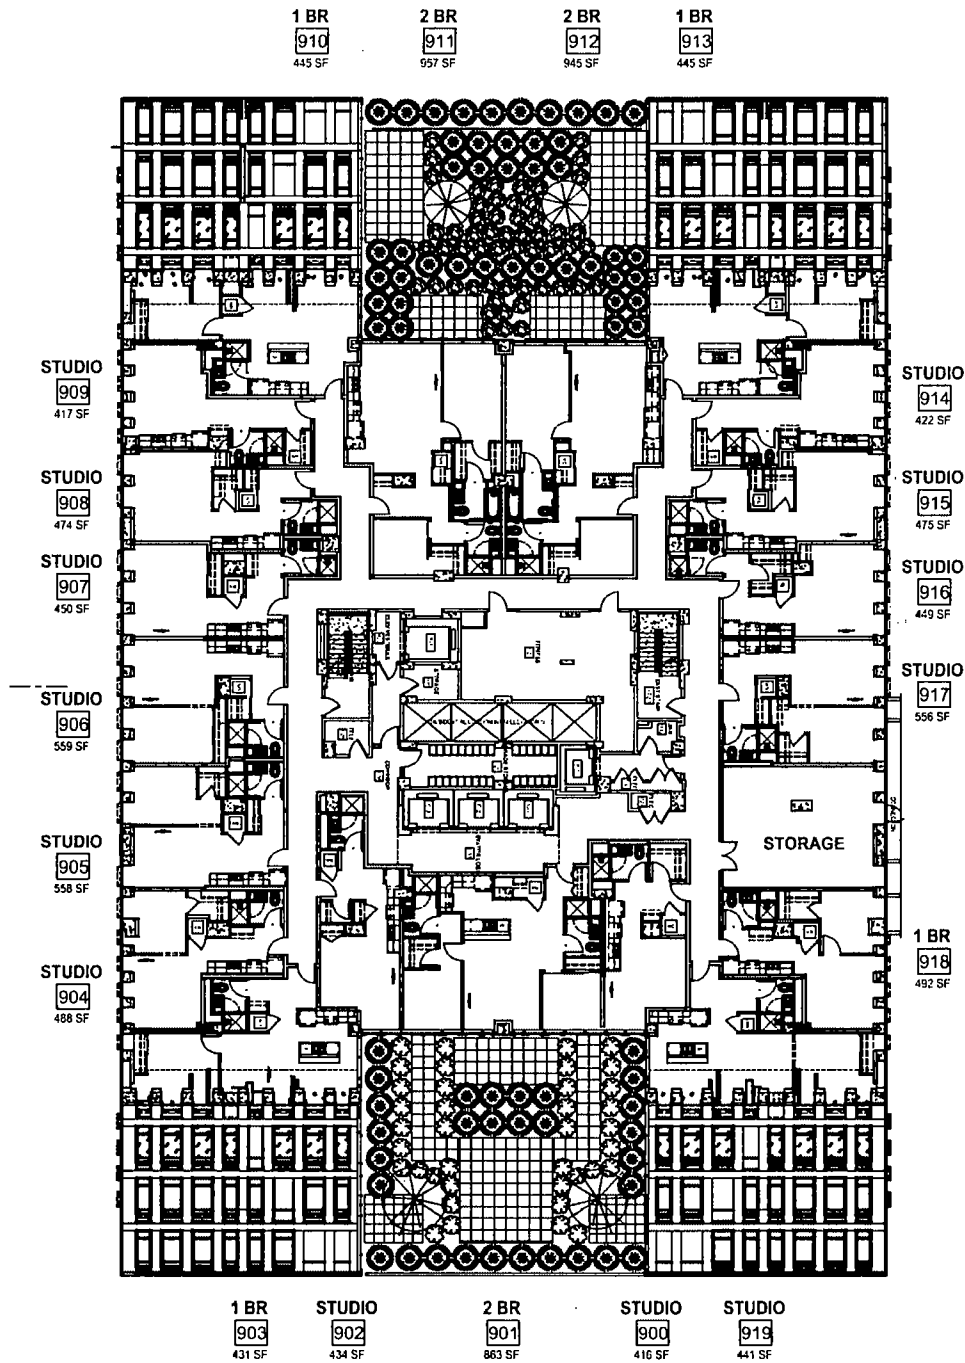 1 BR
910
445 SF
2 BR
911
957 SF
2 BR
912
945 SF
1 BR
913
445 SF
STUDIO
909
417 SF
STUDIO
914
422 SF
STUDIO
908
474 SF
STUDIO
915
475 SF
STUDIO
907
450 SF
STUDIO
916
449 SF
STUDIO
906
559 SF
STUDIO
917
556 SF
STORAGE
STUDIO
905
558 SF
STUDIO
904
488 SF
1 BR
918
492 SF
1 BR
903
431 SF
STUDIO
902
434 SF
2 BR
901
863 SF
STUDIO
900
416 SF
STUDIO
919
441 SF